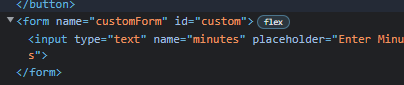 </button>
<form name="customForm" id="custom"> flex
<input type="text" name="minutes" placeholder="Enter Minu
s">
</form>